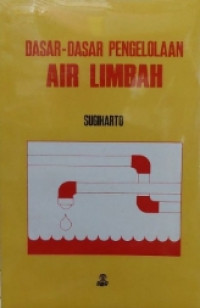 DASAR-DASAR PENGELOLAAN
AIR LIMBAH
SUGIHARTO